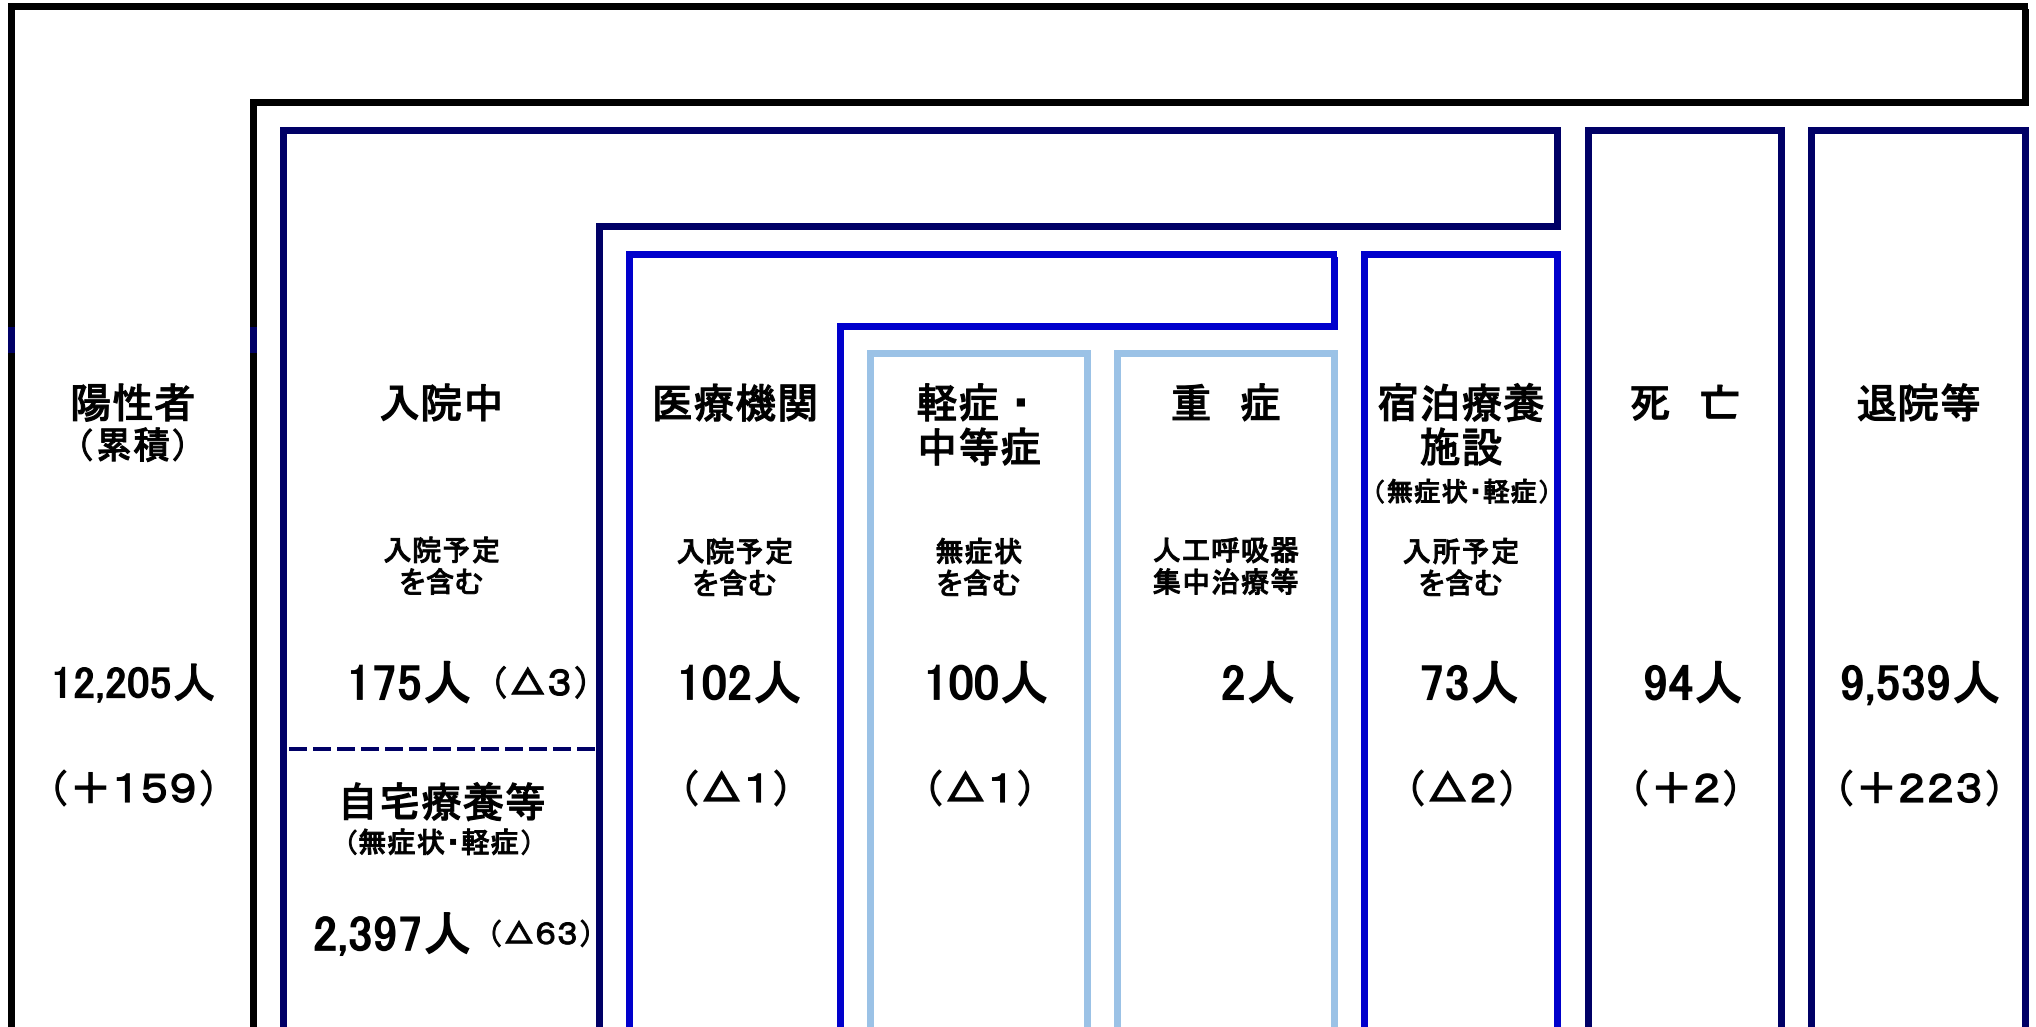 陽性者
（累積）
12,205人
（＋159）
入院中
入院予定
を含む
175人（△3）
自宅療養等
（無症状・軽症）
2,397人（△63）
医療機関
入院予定
を含む
102人
（△1）
軽症・
中等症
無症状
を含む
100人
（△1）
重 症
人工呼吸器
集中治療等
2人
宿泊療養
施設
（無症状・軽症）
入所予定
を含む
73人
（△2）
死 亡
94人
（＋2）
退院等
9,539人
（＋223）